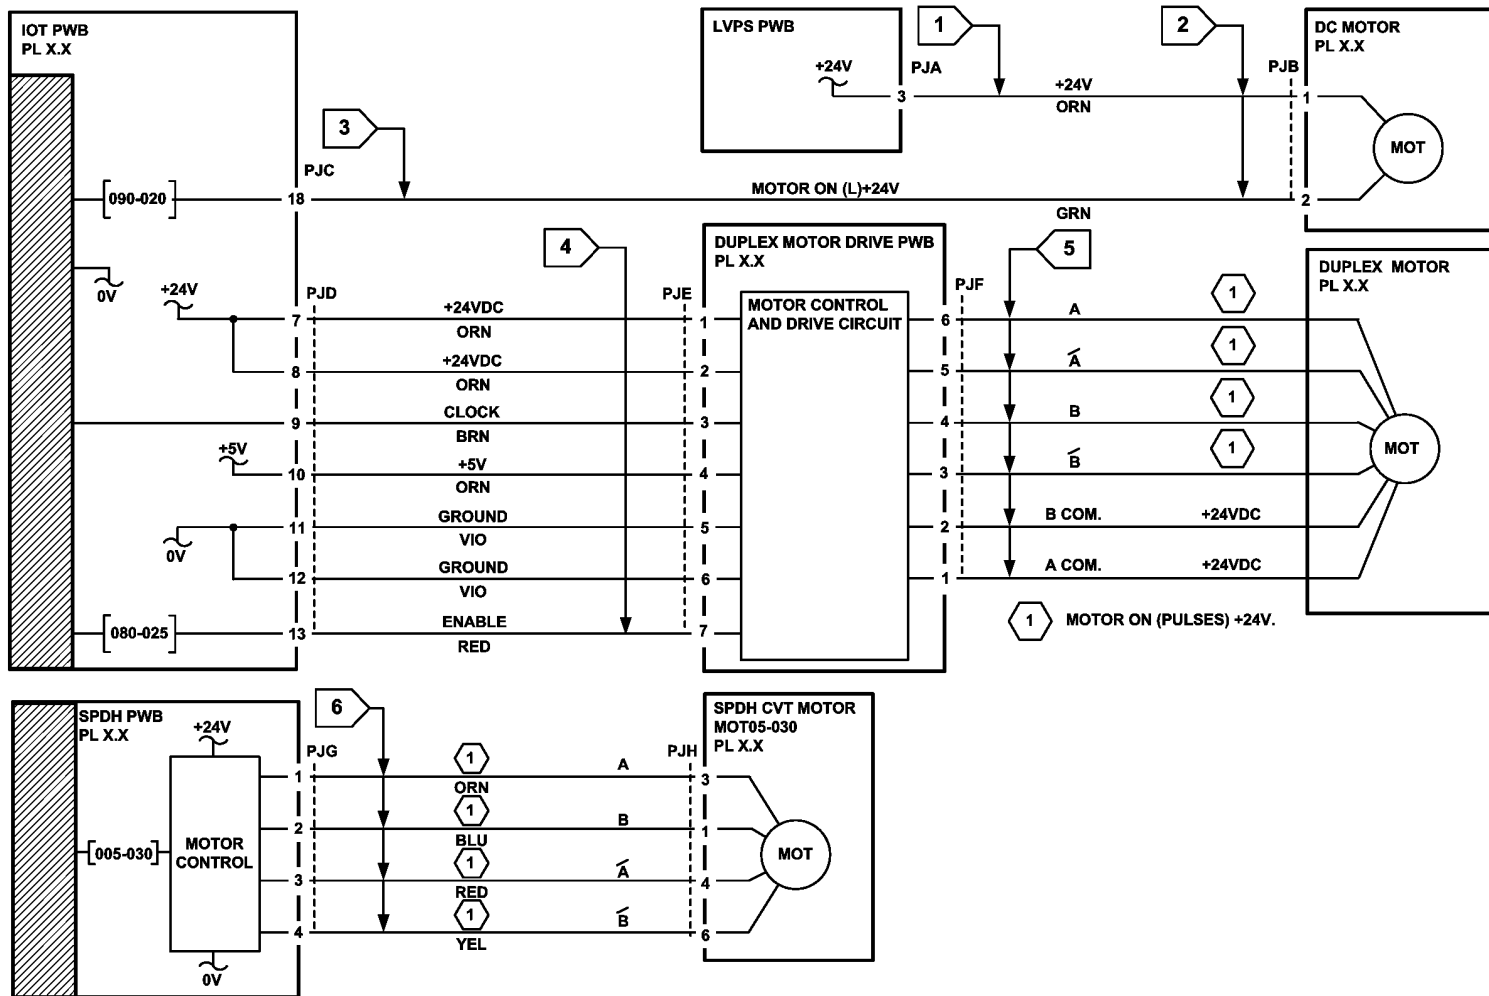 IOT PWB
PL X.X
LVPS PWB
1
2
DC MOTOR
PL X.X
+24V
PJA
3
+24V
ORN
PJB
1
MOT
3
PJC
[090-020]
18
MOTOR ON (L)+24V
GRN
2
0V
4
DUPLEX MOTOR DRIVE PWB
PL X.X
5
DUPLEX MOTOR
PL X.X
+24V
PJD
PJE
MOTOR CONTROL
AND DRIVE CIRCUIT
PJF
7
+24VDC
ORN
1
6
A
1
8
+24VDC
ORN
2
5
A̅
1
9
CLOCK
BRN
3
4
B
1
MOT
+5V
10
+5V
ORN
4
3
B̅
1
0V
11
GROUND
VIO
5
2
B COM.
+24VDC
12
GROUND
VIO
6
1
A COM.
+24VDC
[080-025]
13
ENABLE
RED
7
1
MOTOR ON (PULSES) +24V.
SPDH PWB
PL X.X
+24V
6
SPDH CVT MOTOR
MOT05-030
PL X.X
PJG
PJH
1
1
ORN
A
3
2
1
BLU
B
1
[005-030]
MOTOR
CONTROL
MOT
3
1
RED
A̅
4
4
1
YEL
B̅
6
0V